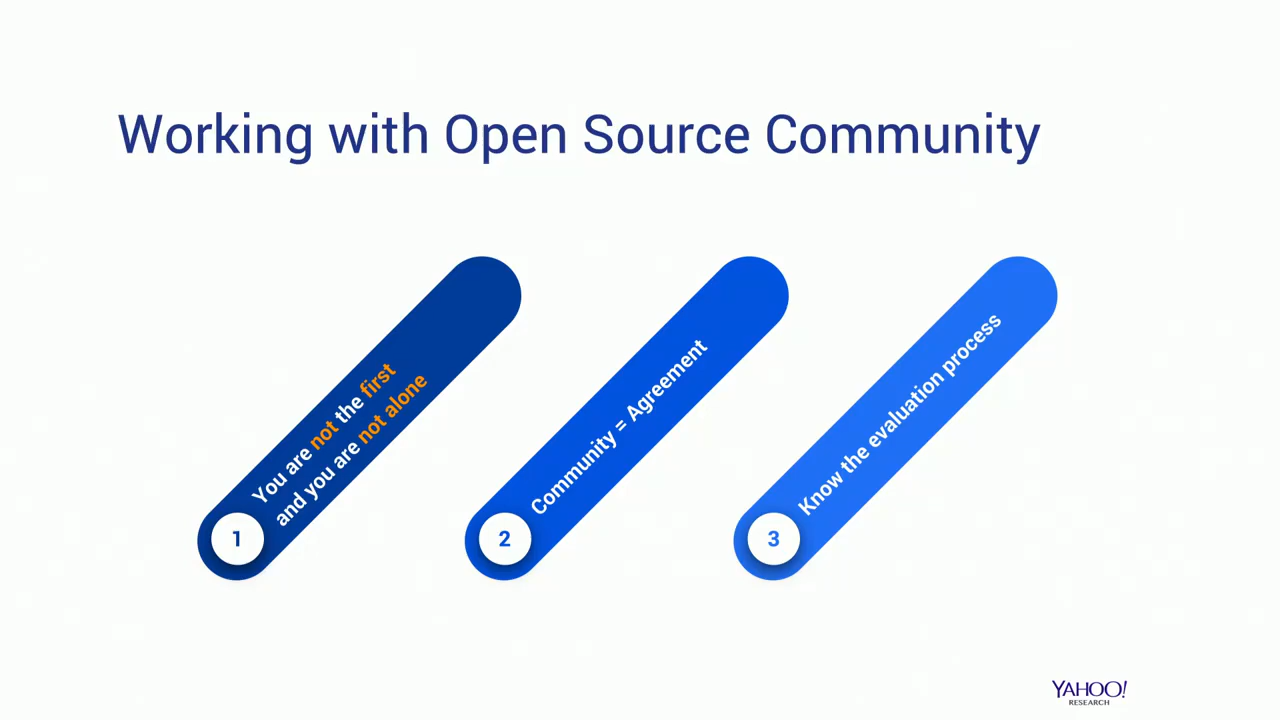 Working with Open Source Community
You are not the first
and you are not alone
1
Community = Agreement
2
Know the evaluation process
3
YAHOO!
RESEARCH